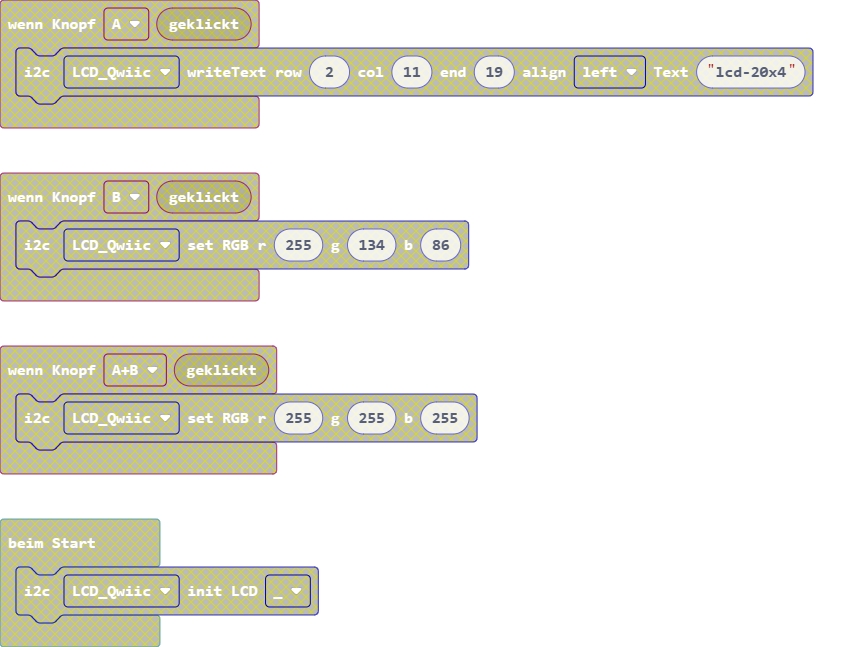 wenn Knopf A geklickt
i2c LCD_Qwiic writeText row 2 col 11 end 19 align left Text "lcd-20x4"
wenn Knopf B geklickt
i2c LCD_Qwiic set RGB r 255 g 134 b 86
wenn Knopf A+B geklickt
i2c LCD_Qwiic set RGB r 255 g 255 b 255
beim Start
i2c LCD_Qwiic init LCD _